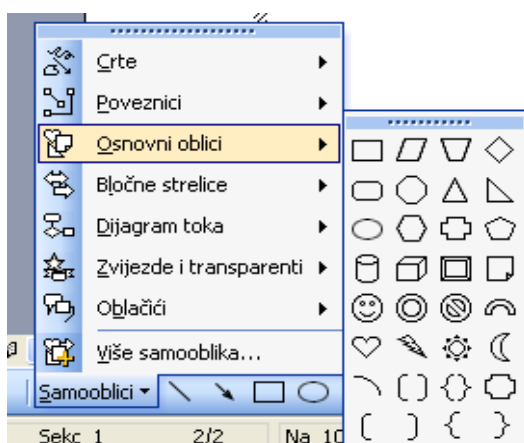 Crte
Poveznici
Osnovni oblici
Bločne strelice
Dijagram toka
Zvijezde i transparenti
Oblačići
Više samooblika...
Samooblici
Sekc 1 2/2 Na 10